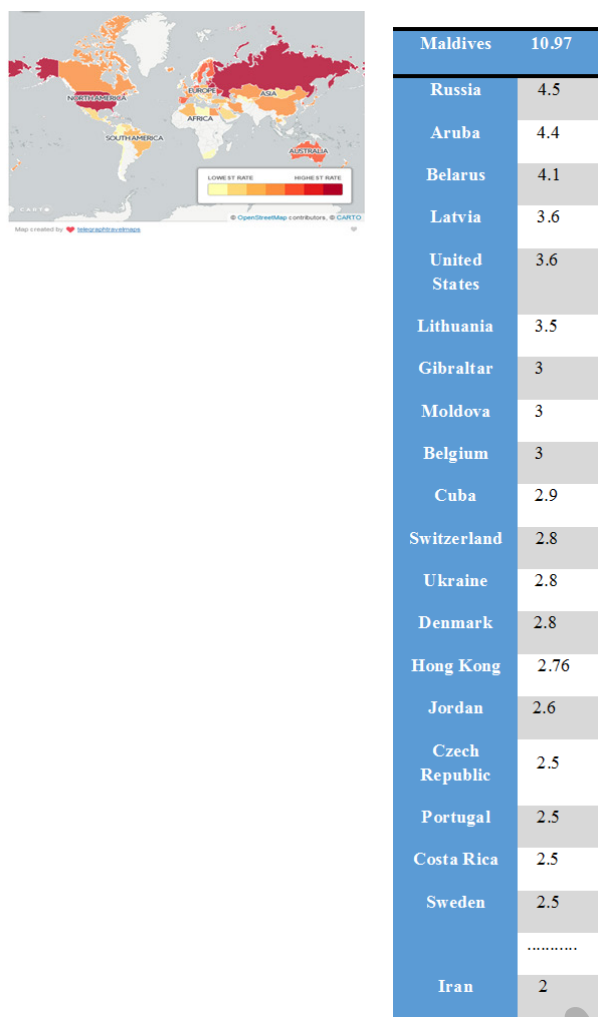 NORTH AMERICA
EUROPE
ASIA
AFRICA
SOUTH AMERICA
AUSTRALIA
LOWEST RATE HIGHEST RATE
CARTO
© OpenStreetMap contributors, © CARTO
Map created by telegraphtravelmaps
Maldives 10.97
Russia 4.5
Aruba 4.4
Belarus 4.1
Latvia 3.6
United 3.6
States
Lithuania 3.5
Gibraltar 3
Moldova 3
Belgium 3
Cuba 2.9
Switzerland 2.8
Ukraine 2.8
Denmark 2.8
Hong Kong 2.76
Jordan 2.6
Czech
Republic 2.5
Portugal 2.5
Costa Rica 2.5
Sweden 2.5
...........
Iran 2